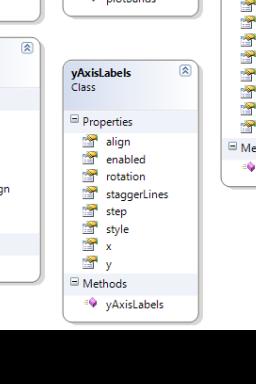 plotBands
yAxisLabels
Class
Properties
align
enabled
rotation
staggerLines
step
style
x
y
Methods
yAxisLabels
gn
Me